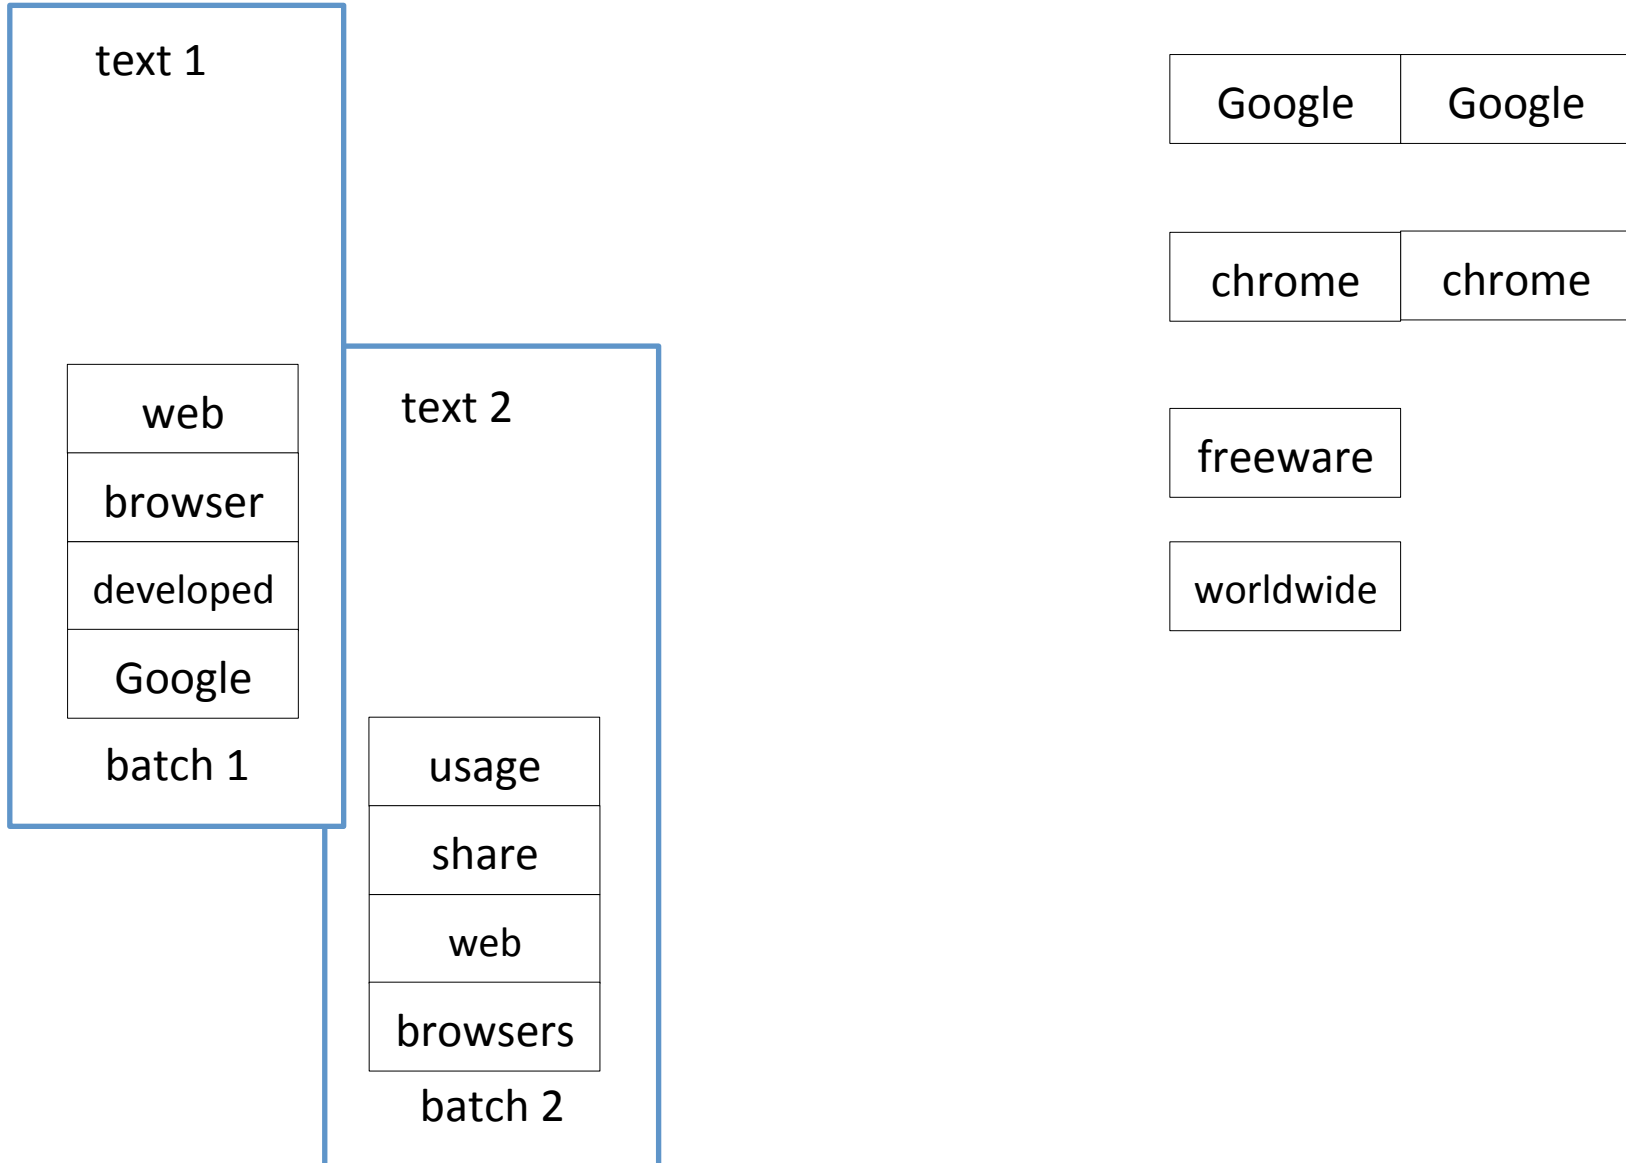 text 1
web
browser
developed
Google
batch 1
text 2
usage
share
web
browsers
batch 2
Google Google
chrome chrome
freeware
worldwide